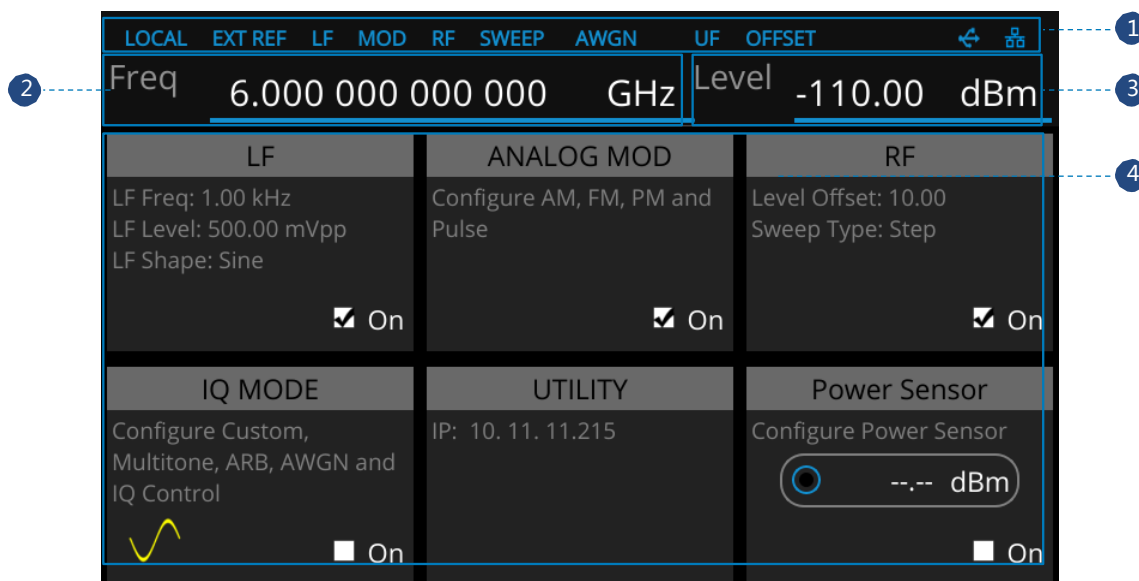 LOCAL EXT REF LF MOD RF SWEEP AWGN UF OFFSET
1
2
Freq 6.000 000 000 000 GHz
Level -110.00 dBm
3
LF
LF Freq: 1.00 kHz
LF Level: 500.00 mVpp
LF Shape: Sine
On
ANALOG MOD
Configure AM, FM, PM and
Pulse
On
RF
Level Offset: 10.00
Sweep Type: Step
On
4
IQ MODE
Configure Custom,
Multitone, ARB, AWGN and
IQ Control
On
UTILITY
IP: 10. 11. 11.215
Power Sensor
Configure Power Sensor
--.-- dBm
On